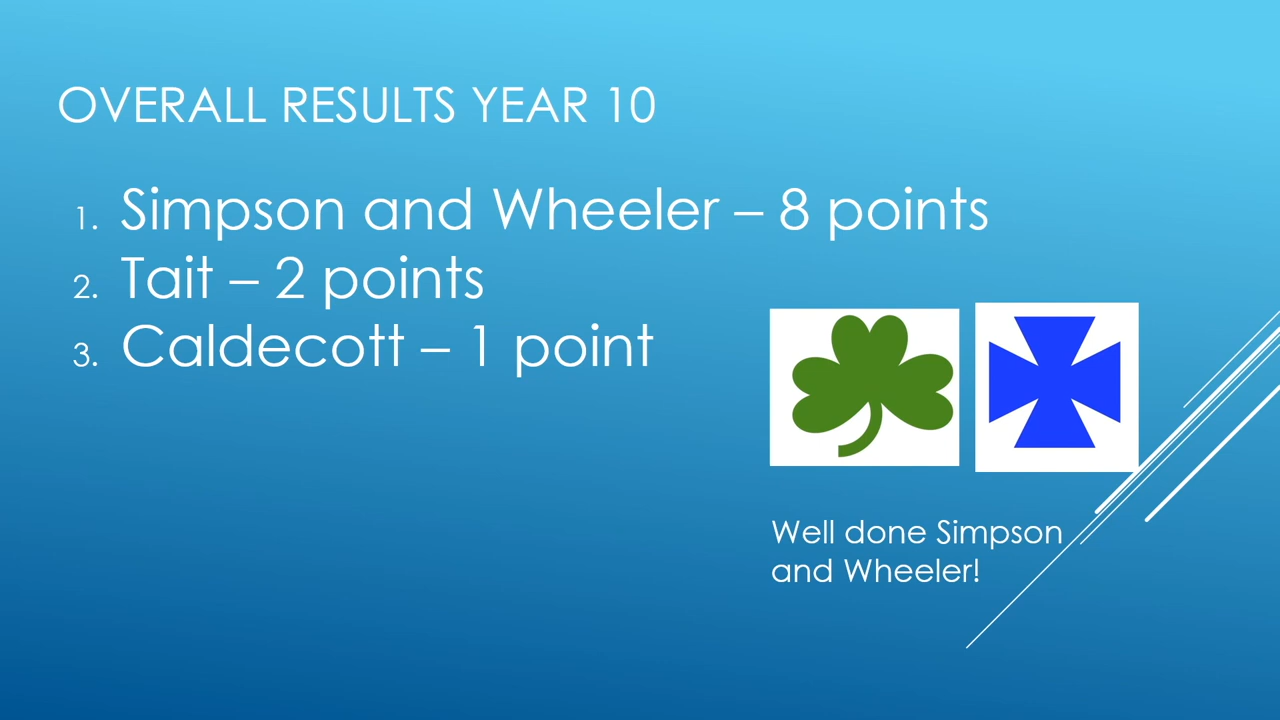 OVERALL RESULTS YEAR 10
1. Simpson and Wheeler – 8 points
2. Tait – 2 points
3. Caldecott – 1 point
Well done Simpson
and Wheeler!